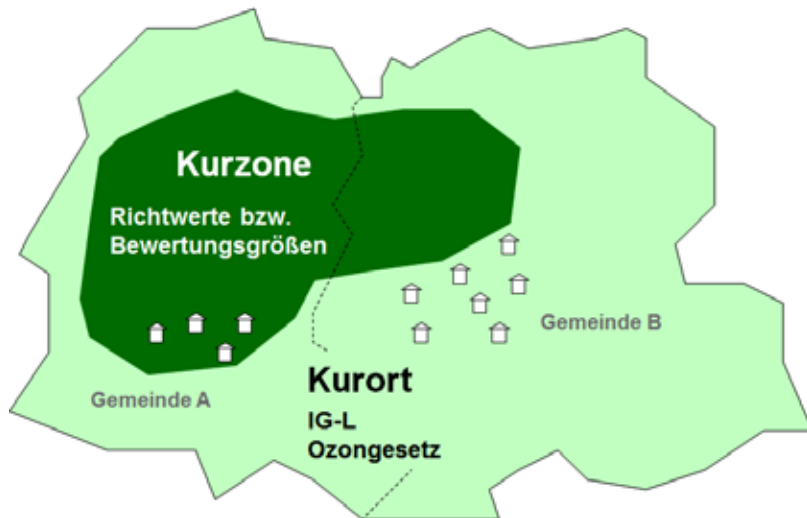 Kurzone
Richtwerte bzw.
Bewertungsgrößen
Gemeinde B
Kurort
Gemeinde A
IG-L
Ozongesetz